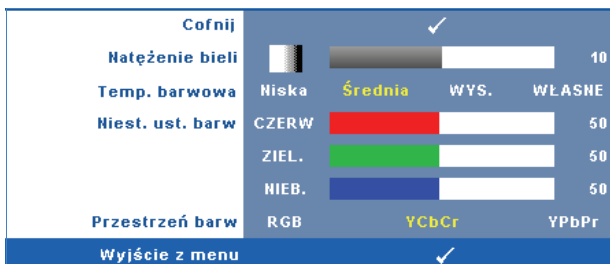 Cofnij
Natężenie bieli 10
Temp. barwowa Niska Średnia WYS. WŁASNE
Niest. ust. barw CZERW 50
ZIEL. 50
NIEB. 50
Przestrzeń barw RGB YCbCr YPbPr
Wyjście z menu